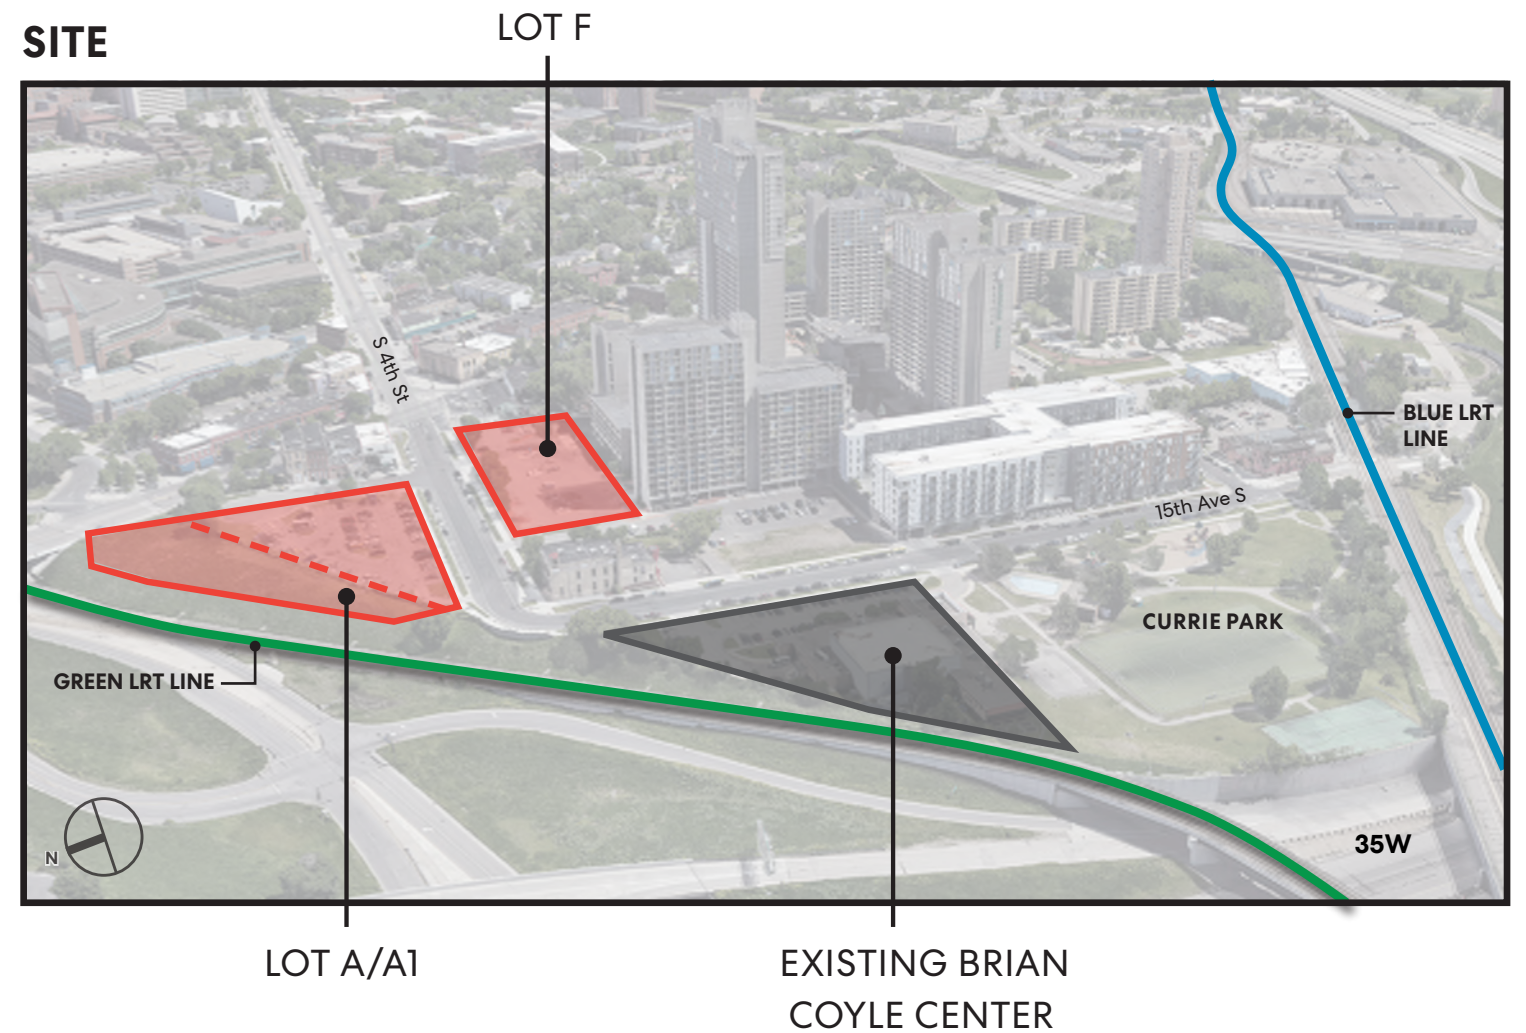 SITE
LOT F
S 4th St
BLUE LRT
LINE
15th Ave S
CURRIE PARK
GREEN LRT LINE
35W
N
LOT A/A1
EXISTING BRIAN
COYLE CENTER